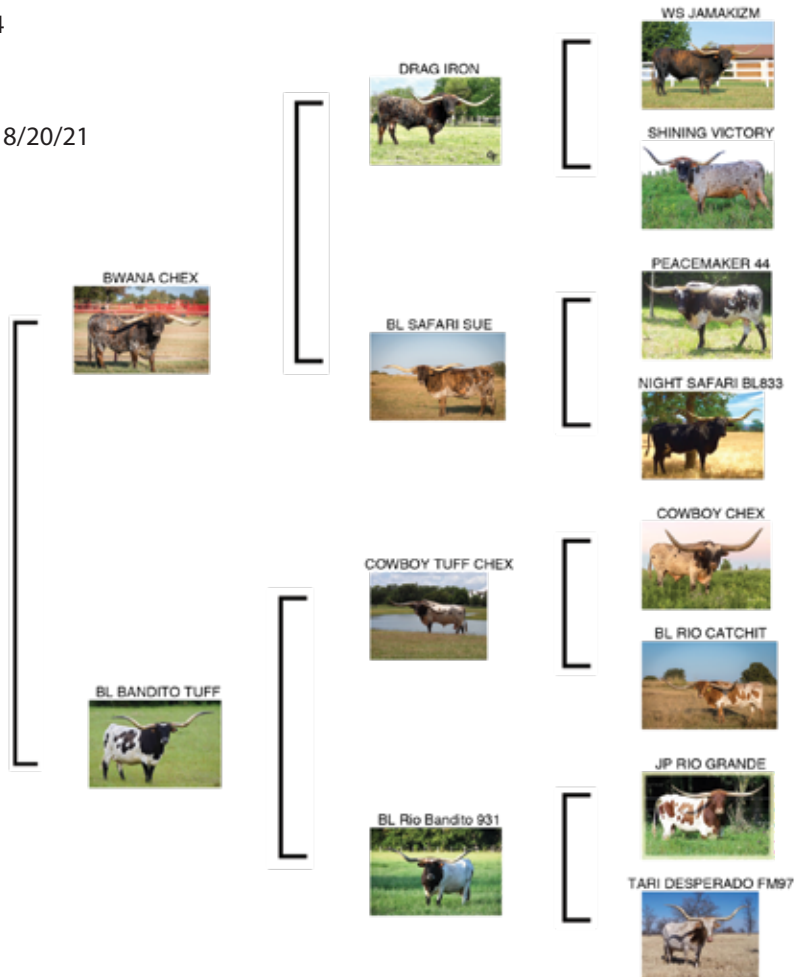 4
8/20/21
WS JAMAKIZM
DRAG IRON
SHINING VICTORY
BWANA CHEX
PEACEMAKER 44
BL SAFARI SUE
NIGHT SAFARI BL833
COWBOY CHEX
COWBOY TUFF CHEX
BL RIO CATCHIT
BL BANDITO TUFF
JP RIO GRANDE
BL Rio Bandito 931
TARI DESPERADO FM97